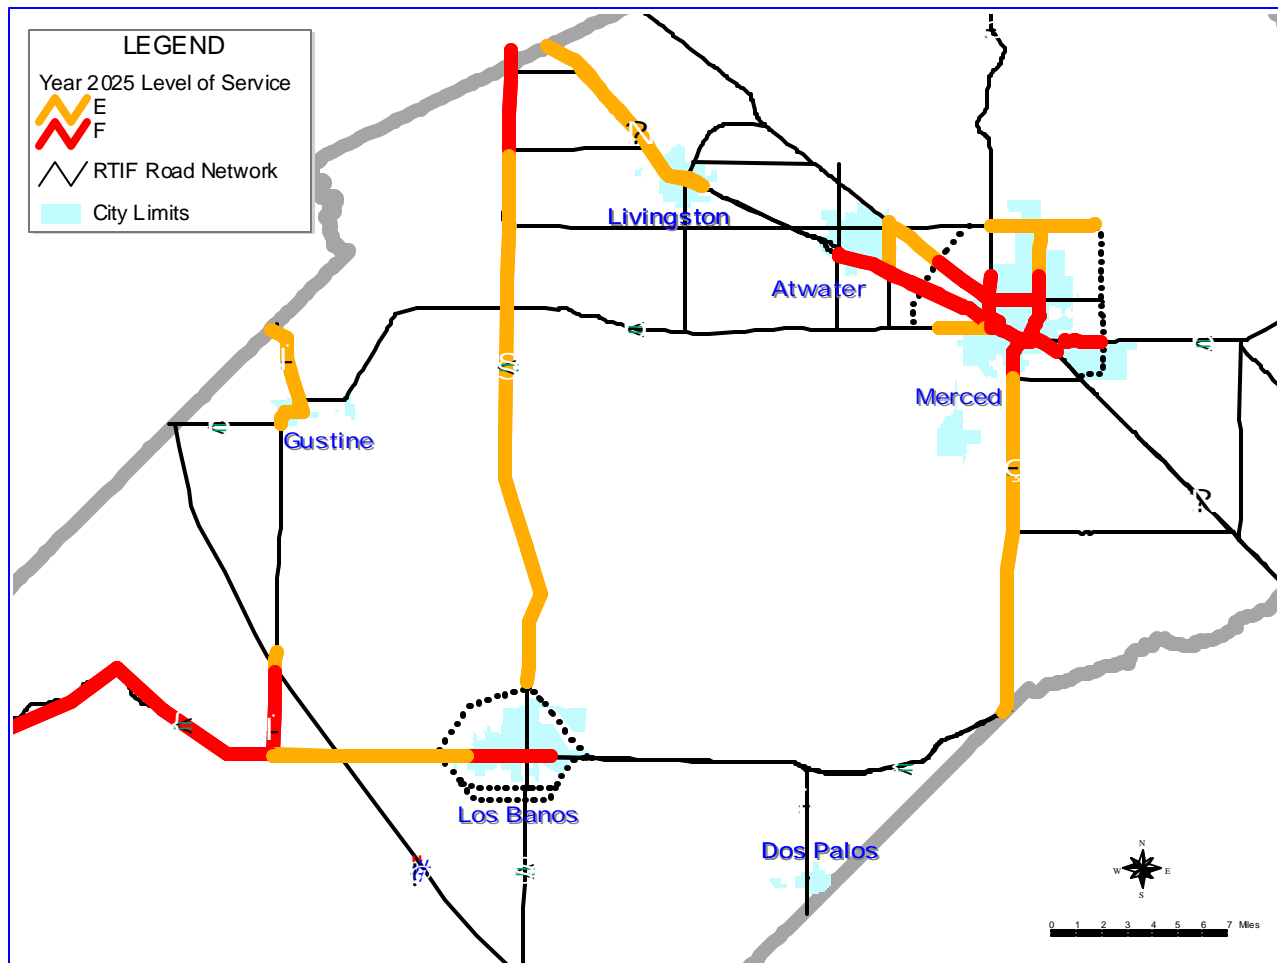 LEGEND
Year 2025 Level of Service
E
F
RTIF Road Network
City Limits
Livingston
Atwater
Merced
Gustine
Los Banos
Dos Palos
N
W E
S
0 1 2 3 4 5 6 7 Miles